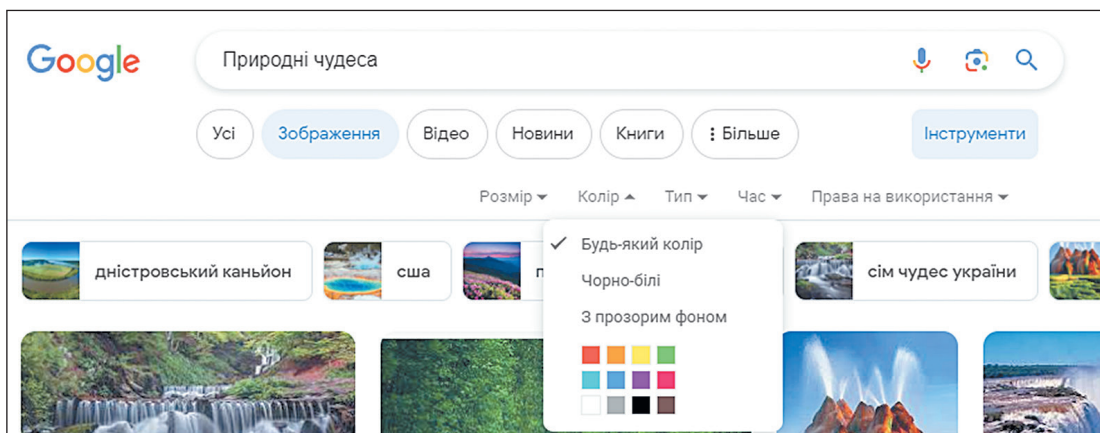 Google
Природні чудеса
Усі Зображення Відео Новини Книги Більше Інструменти
Розмір Колір Тип Час Права на використання
Будь-який колір
дністровський каньйон сша сім чудес україни
Чорно-білі
З прозорим фоном